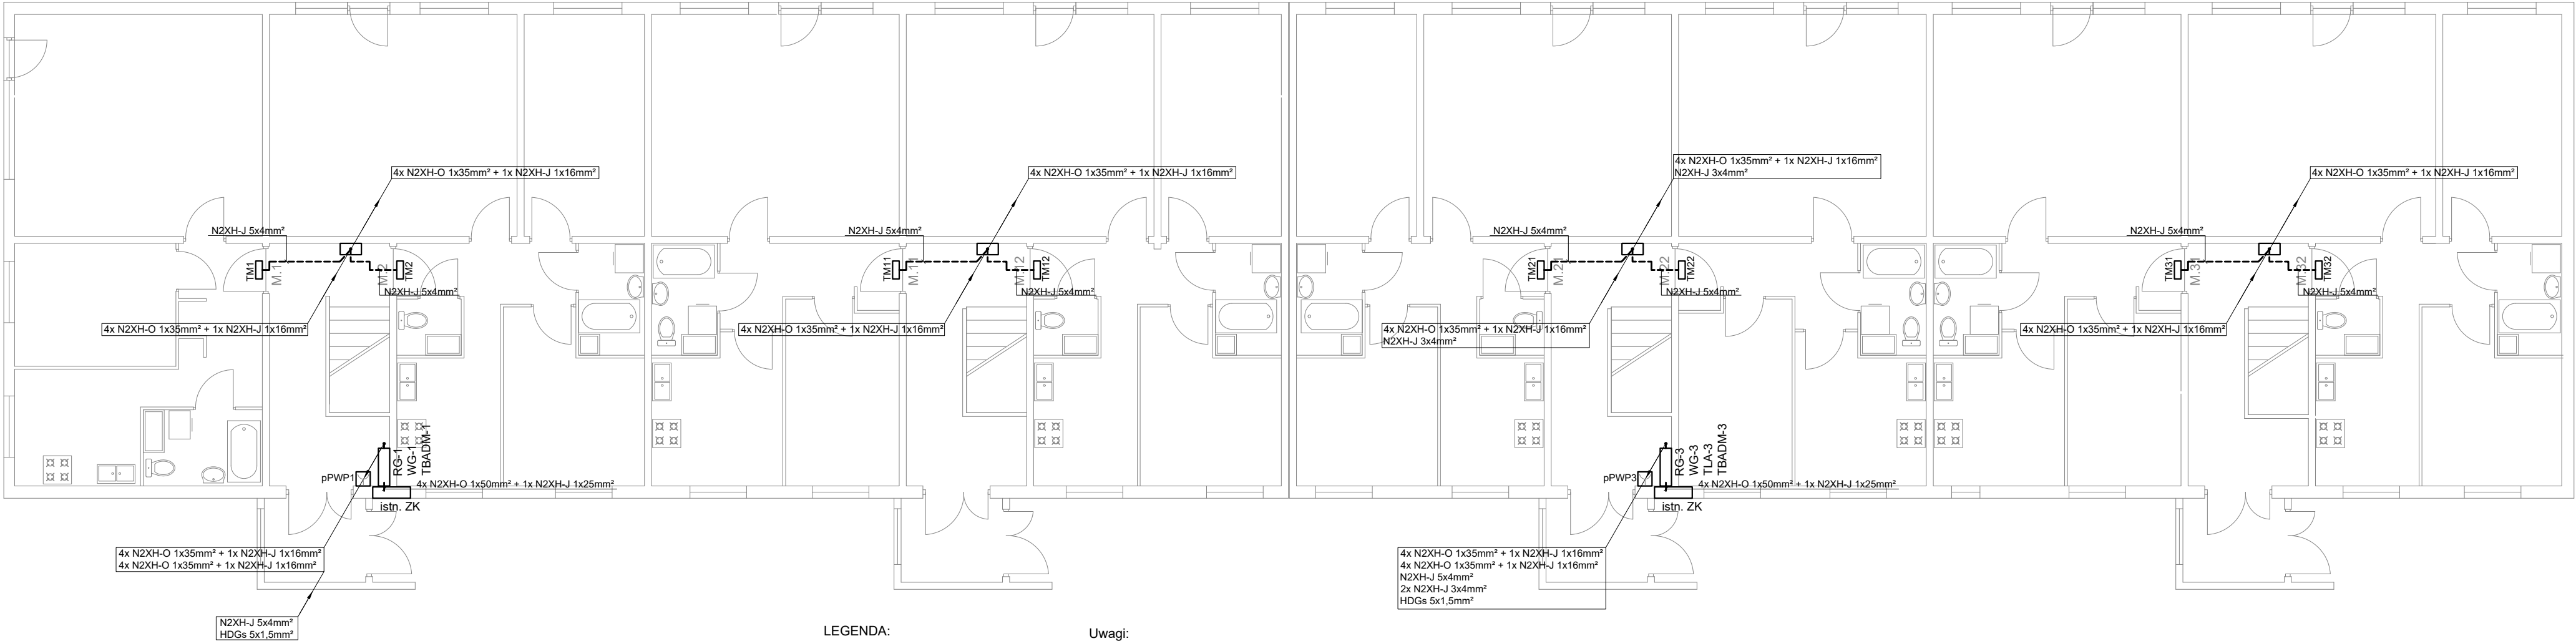 4x N2XH-O 1x35mm² + 1x N2XH-J 1x16mm²
4x N2XH-O 1x35mm² + 1x N2XH-J 1x16mm²
4x N2XH-O 1x35mm² + 1x N2XH-J 1x16mm²
N2XH-J 3x4mm²
4x N2XH-O 1x35mm² + 1x N2XH-J 1x16mm²
N2XH-J 5x4mm²
N2XH-J 5x4mm²
N2XH-J 5x4mm²
N2XH-J 5x4mm²
TM1
M.1
M.2
TM2
TM11
M.11
M.12
TM12
TM21
M.21
M.22
TM22
TM31
M.31
M.32
TM32
N2XH-J 5x4mm²
N2XH-J 5x4mm²
N2XH-J 5x4mm²
N2XH-J 5x4mm²
4x N2XH-O 1x35mm² + 1x N2XH-J 1x16mm²
4x N2XH-O 1x35mm² + 1x N2XH-J 1x16mm²
4x N2XH-O 1x35mm² + 1x N2XH-J 1x16mm²
N2XH-J 3x4mm²
4x N2XH-O 1x35mm² + 1x N2XH-J 1x16mm²
pPWP1
RG-1
WG-1
TBADM-1
4x N2XH-O 1x50mm² + 1x N2XH-J 1x25mm²
istn. ZK
pPWP3
RG-3
WG-3
TLA-3
TBADM-3
4x N2XH-O 1x50mm² + 1x N2XH-J 1x25mm²
istn. ZK
4x N2XH-O 1x35mm² + 1x N2XH-J 1x16mm²
4x N2XH-O 1x35mm² + 1x N2XH-J 1x16mm²
N2XH-J 5x4mm²
HDGs 5x1,5mm²
4x N2XH-O 1x35mm² + 1x N2XH-J 1x16mm²
4x N2XH-O 1x35mm² + 1x N2XH-J 1x16mm²
N2XH-J 5x4mm²
2x N2XH-J 3x4mm²
HDGs 5x1,5mm²
LEGENDA:
Uwagi: